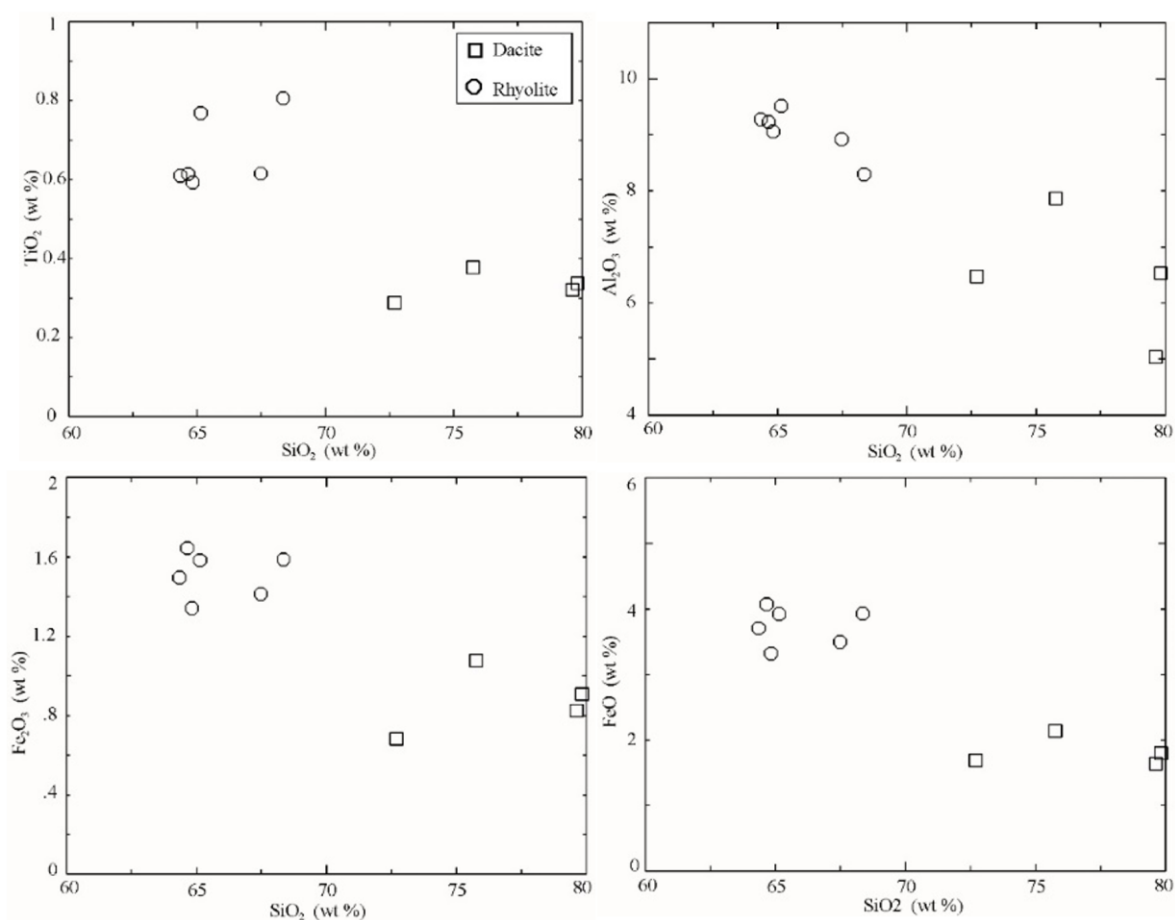 1
0.8
0.6
0.4
0.2
0
TiO₂ (wt %)
Dacite
Rhyolite
60 65 70 75 80
SiO₂ (wt %)
10
8
6
4
Al₂O₃ (wt %)
60 65 70 75 80
SiO₂ (wt %)
2
1.6
1.2
.8
.4
0
Fe₂O₃ (wt %)
60 65 70 75 80
SiO₂ (wt %)
6
4
2
0
FeO (wt %)
60 65 70 75 80
SiO2 (wt %)